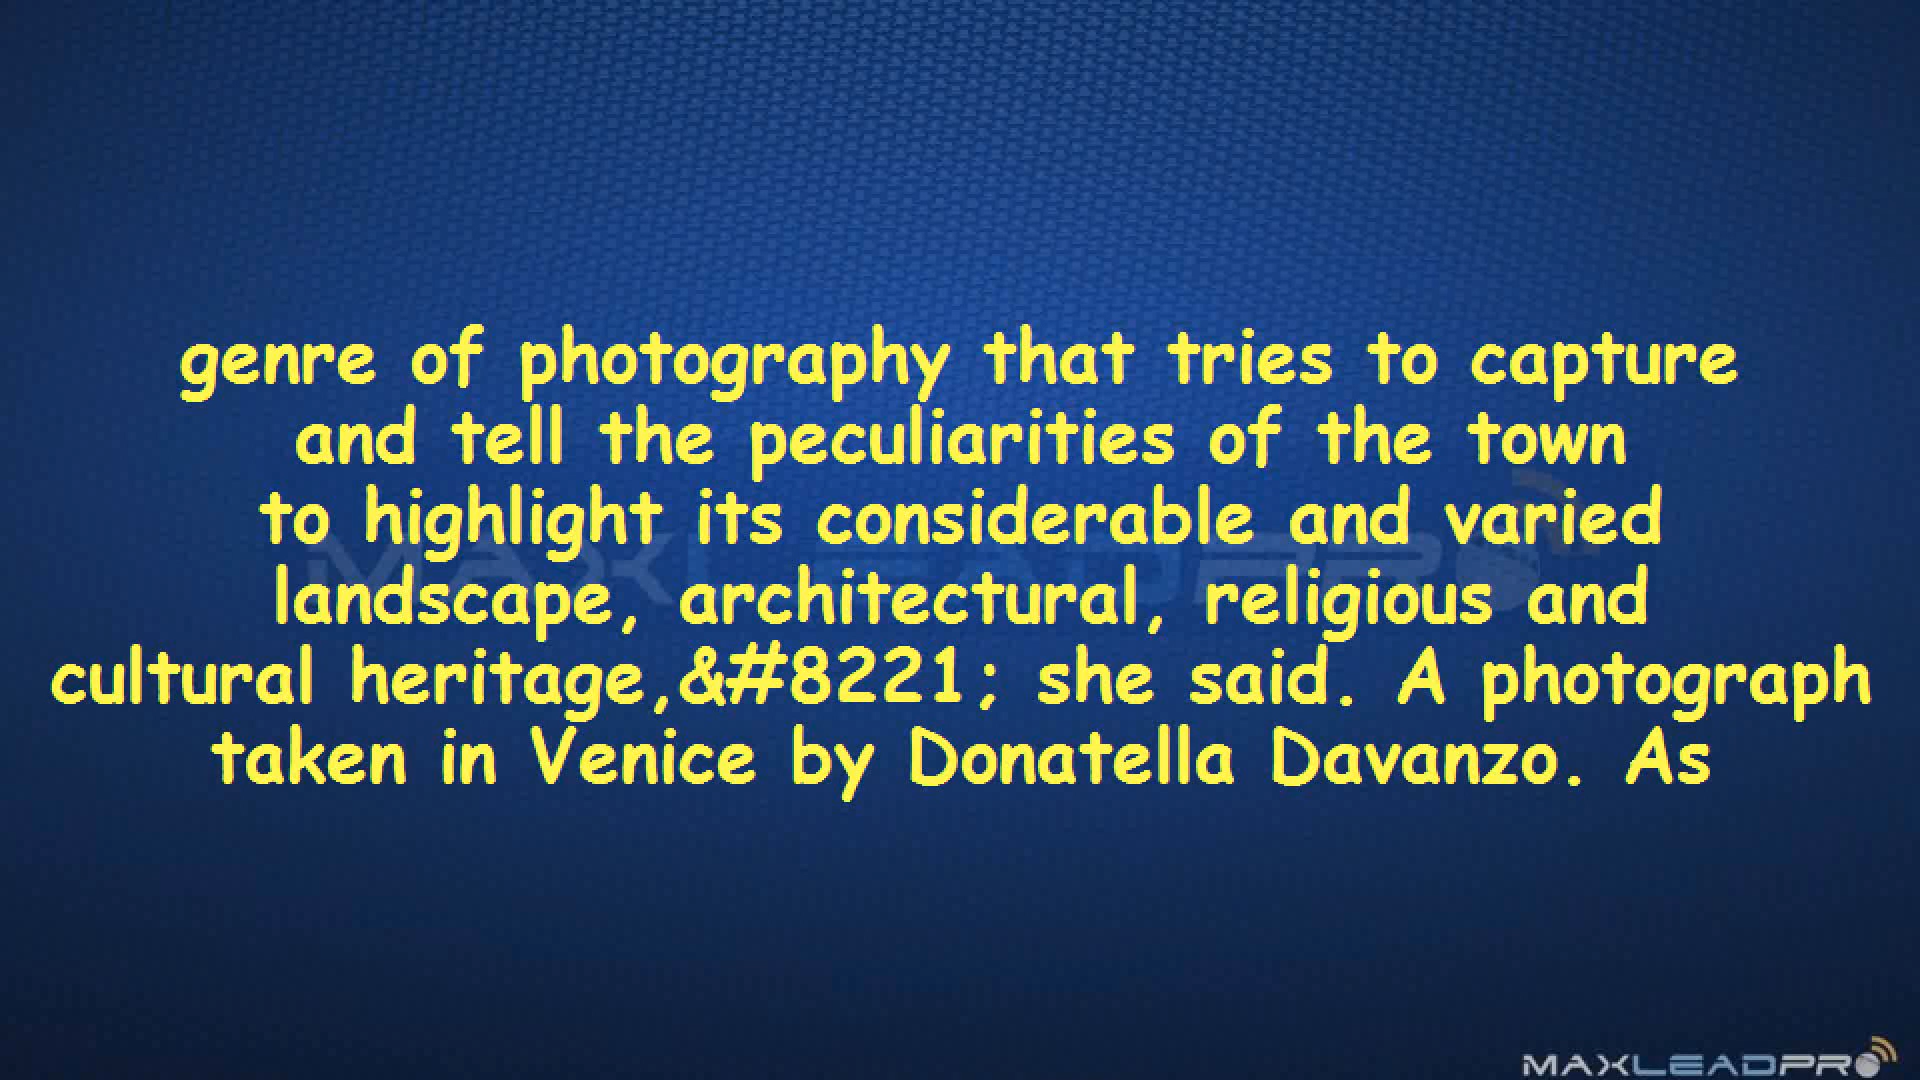 genre of photography that tries to capture
and tell the peculiarities of the town
to highlight its considerable and varied
landscape, architectural, religious and
cultural heritage,&#8221; she said. A photograph
taken in Venice by Donatella Davanzo. As
MAXLEADPRO
MAXLEADPRO